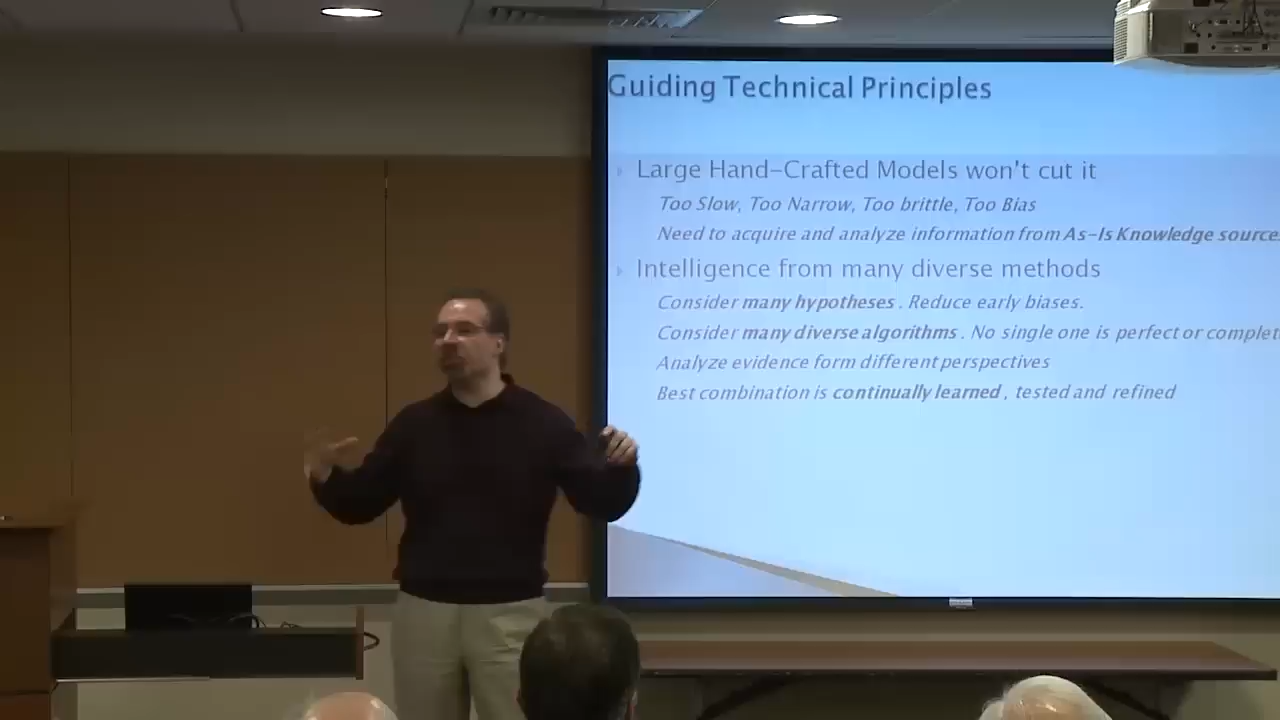 Guiding Technical Principles
Large Hand-Crafted Models won't cut it
Too Slow, Too Narrow, Too brittle, Too Bias
Need to acquire and analyze information from As-Is Knowledge source
Intelligence from many diverse methods
Consider many hypotheses . Reduce early biases.
Consider many diverse algorithms . No single one is perfect or complet
Analyze evidence form different perspectives
Best combination is continually learned , tested and refined